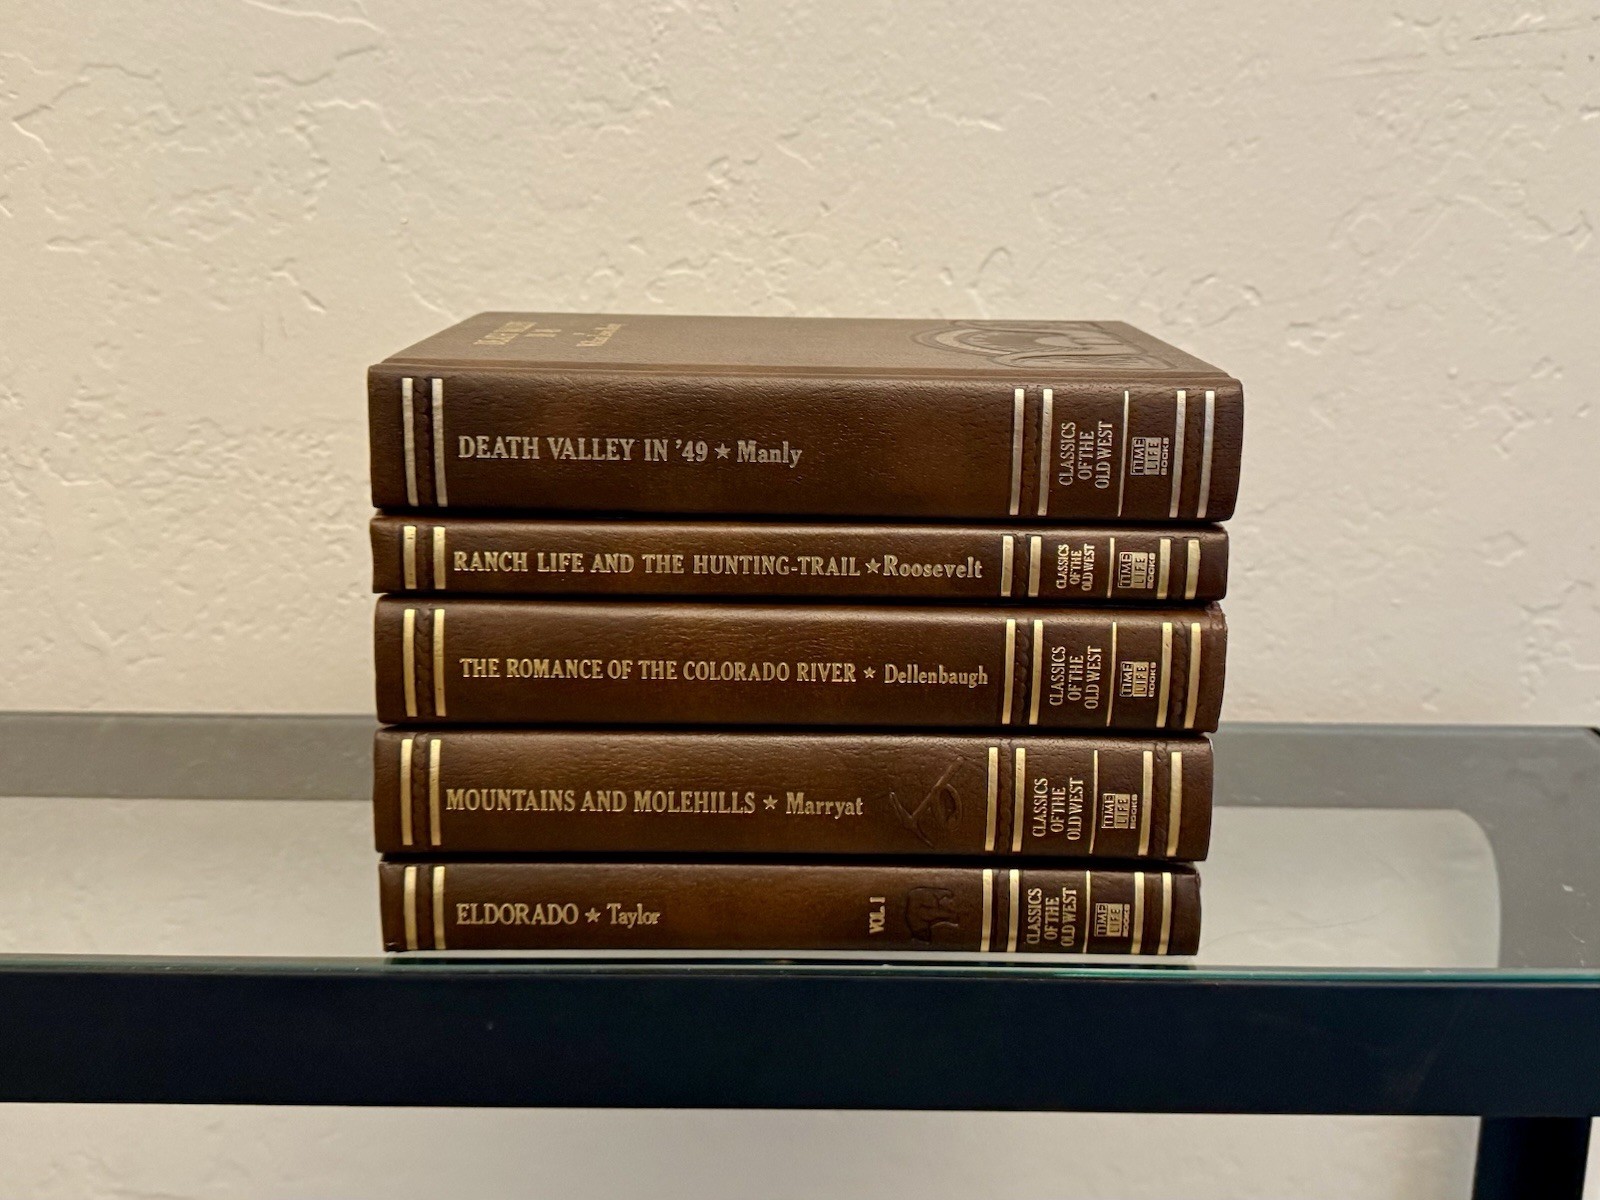 DEATH VALLEY IN '49 ★ Manly
CLASSICS
OF THE
OLD WEST
TIME
LIFE
BOOKS
RANCH LIFE AND THE HUNTING-TRAIL ★ Roosevelt
CLASSICS
OF THE
OLD WEST
TIME
LIFE
BOOKS
THE ROMANCE OF THE COLORADO RIVER ★ Dellenbaugh
CLASSICS
OF THE
OLD WEST
TIME
LIFE
BOOKS
MOUNTAINS AND MOLEHILLS ★ Marryat
CLASSICS
OF THE
OLD WEST
TIME
LIFE
BOOKS
ELDORADO ★ Taylor
VOL. I
CLASSICS
OF THE
OLD WEST
TIME
LIFE
BOOKS